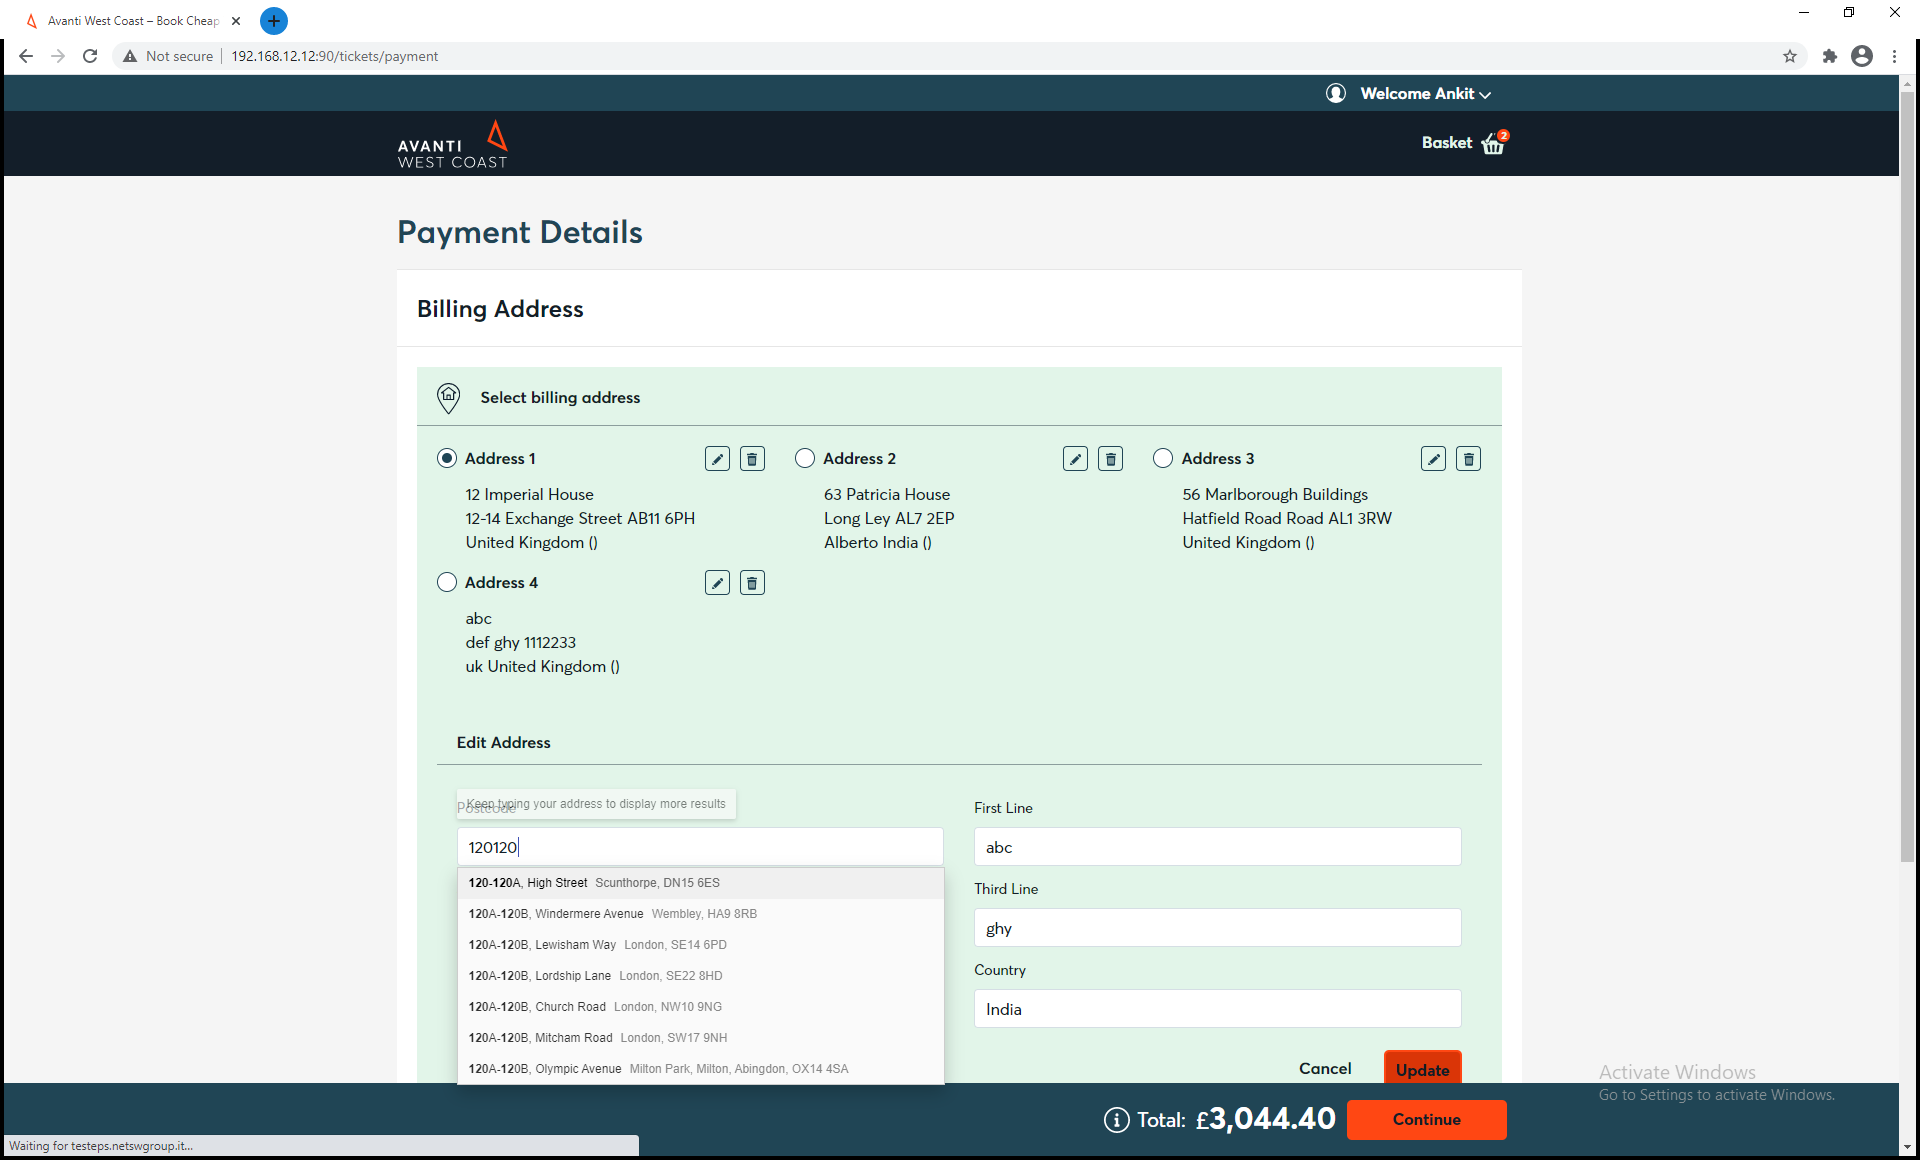 Avanti West Coast – Book Cheap
Not secure
192.168.12.12:90/tickets/payment
Welcome Ankit
AVANTI
WEST COAST
Basket
2
Payment Details
Billing Address
Select billing address
Address 1
12 Imperial House
12-14 Exchange Street AB11 6PH
United Kingdom ()
Address 2
63 Patricia House
Long Ley AL7 2EP
Alberto India ()
Address 3
56 Marlborough Buildings
Hatfield Road Road AL1 3RW
United Kingdom ()
Address 4
abc
def ghy 1112233
uk United Kingdom ()
Edit Address
Postcode
Keep typing your address to display more results
120120
120-120A, High Street Scunthorpe, DN15 6ES
120A-120B, Windermere Avenue Wembley, HA9 8RB
120A-120B, Lewisham Way London, SE14 6PD
120A-120B, Lordship Lane London, SE22 8HD
120A-120B, Church Road London, NW10 9NG
120A-120B, Mitcham Road London, SW17 9NH
120A-120B, Olympic Avenue Milton Park, Milton, Abingdon, OX14 4SA
First Line
abc
Third Line
ghy
Country
India
Cancel
Update
Activate Windows
Go to Settings to activate Windows.
Total: £3,044.40
Continue
Waiting for testeps.netswgroup.it...